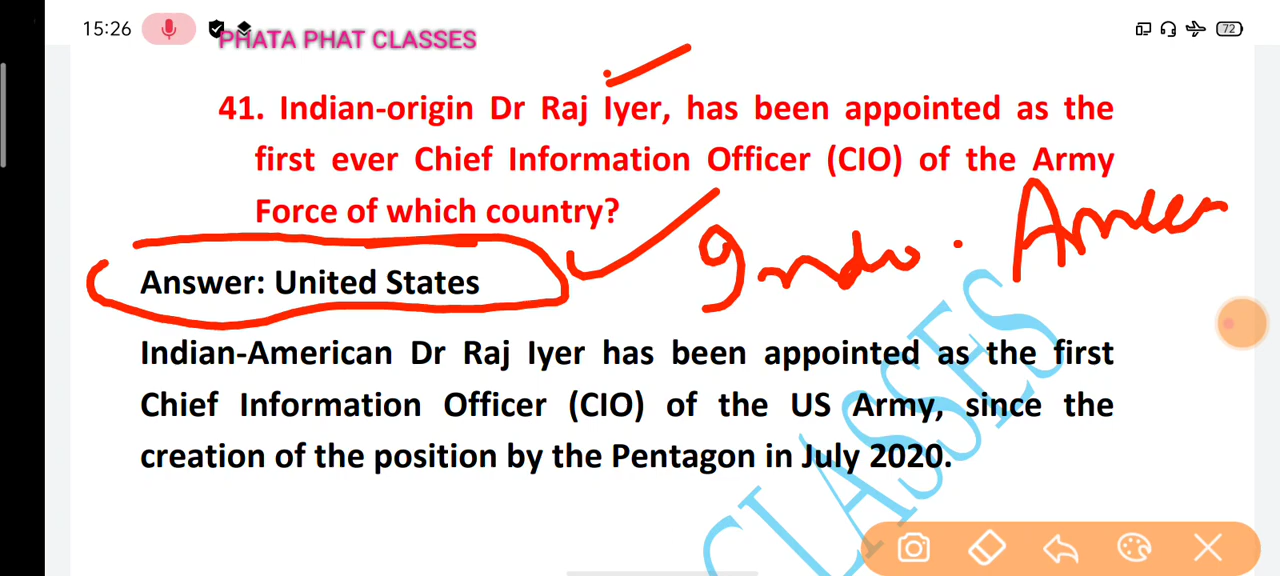 15:26
72
PHATA PHAT CLASSES
41. Indian-origin Dr Raj Iyer, has been appointed as the
first ever Chief Information Officer (CIO) of the Army
Force of which country?
Indo. Amer
Answer: United States
Indian-American Dr Raj Iyer has been appointed as the first
Chief Information Officer (CIO) of the US Army, since the
creation of the position by the Pentagon in July 2020.
CLASSES